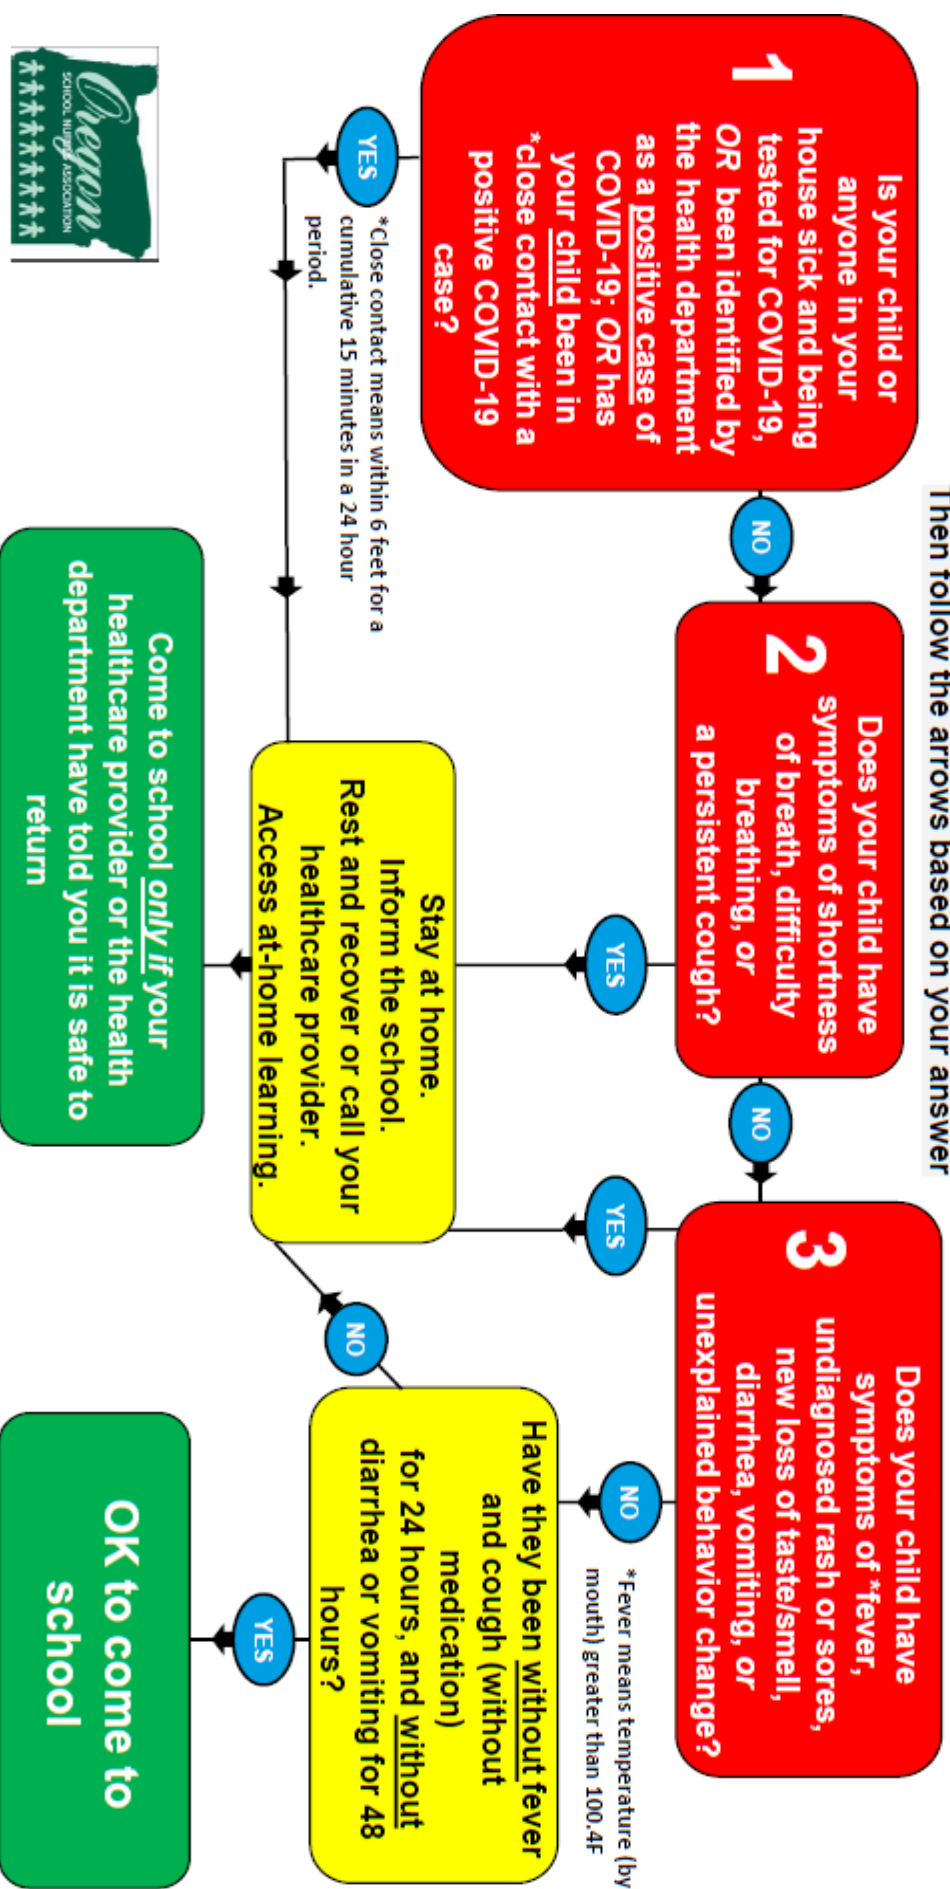 Then follow the arrows based on your answer
1
Is your child or
anyone in your
house sick and being
tested for COVID-19,
OR been identified by
the health department
as a positive case of
COVID-19; OR has
your child been in
*close contact with a
positive COVID-19
case?
NO
2
Does your child have
symptoms of shortness
of breath, difficulty
breathing, or
a persistent cough?
NO
3
Does your child have
symptoms of *fever,
undiagnosed rash or sores,
new loss of taste/smell,
diarrhea, vomiting, or
unexplained behavior change?
YES
*Close contact means within 6 feet for a
cumulative 15 minutes in a 24 hour
period.
YES
YES
NO
*Fever means temperature (by
mouth) greater than 100.4F
Stay at home.
Inform the school.
Rest and recover or call your
healthcare provider.
Access at-home learning.
NO
Have they been without fever
and cough (without
medication)
for 24 hours, and without
diarrhea or vomiting for 48
hours?
YES
Oregon
SCHOOL NURSES ASSOCIATION
Come to school only if your
healthcare provider or the health
department have told you it is safe to
return
OK to come to
school